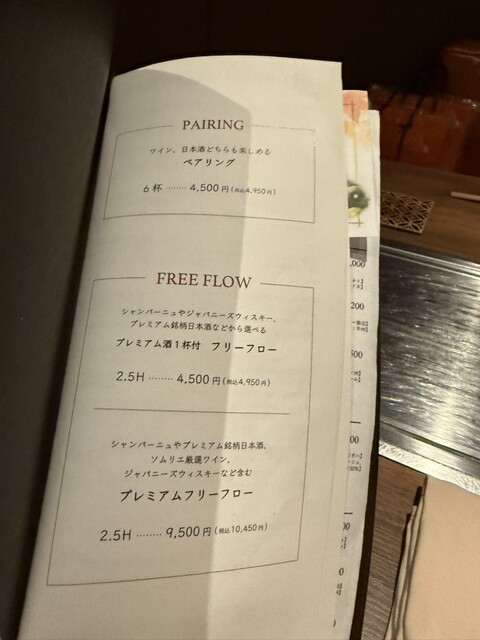 PAIRING
ワイン、日本酒どちらも楽しめる
ペアリング
6杯 ········ 4,500円(税込4,950円)
FREE FLOW
シャンパーニュやジャパニーズウィスキー、
プレミアム銘柄日本酒などから選べる
プレミアム酒1杯付 フリーフロー
2.5H ········ 4,500円(税込4,950円)
シャンパーニュやプレミアム銘柄日本酒、
ソムリエ厳選ワイン、
ジャパニーズウィスキーなど含む
プレミアムフリーフロー
2.5H ········ 9,500円(税込10,450円)
,000
200